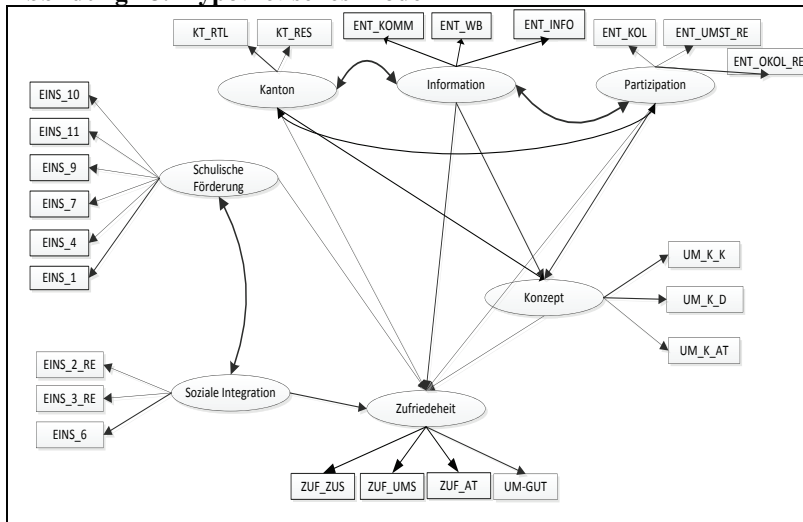 KT_RTL
KT_RES
ENT_KOMM
ENT_WB
ENT_INFO
ENT_KOL
ENT_UMST_RE
ENT_OKOL_RE
Kanton
Information
Partizipation
EINS_10
EINS_11
EINS_9
EINS_7
EINS_4
EINS_1
Schulische
Förderung
UM_K_K
UM_K_D
UM_K_AT
Konzept
EINS_2_RE
EINS_3_RE
EINS_6
Soziale Integration
Zufriedeheit
ZUF_ZUS
ZUF_UMS
ZUF_AT
UM-GUT